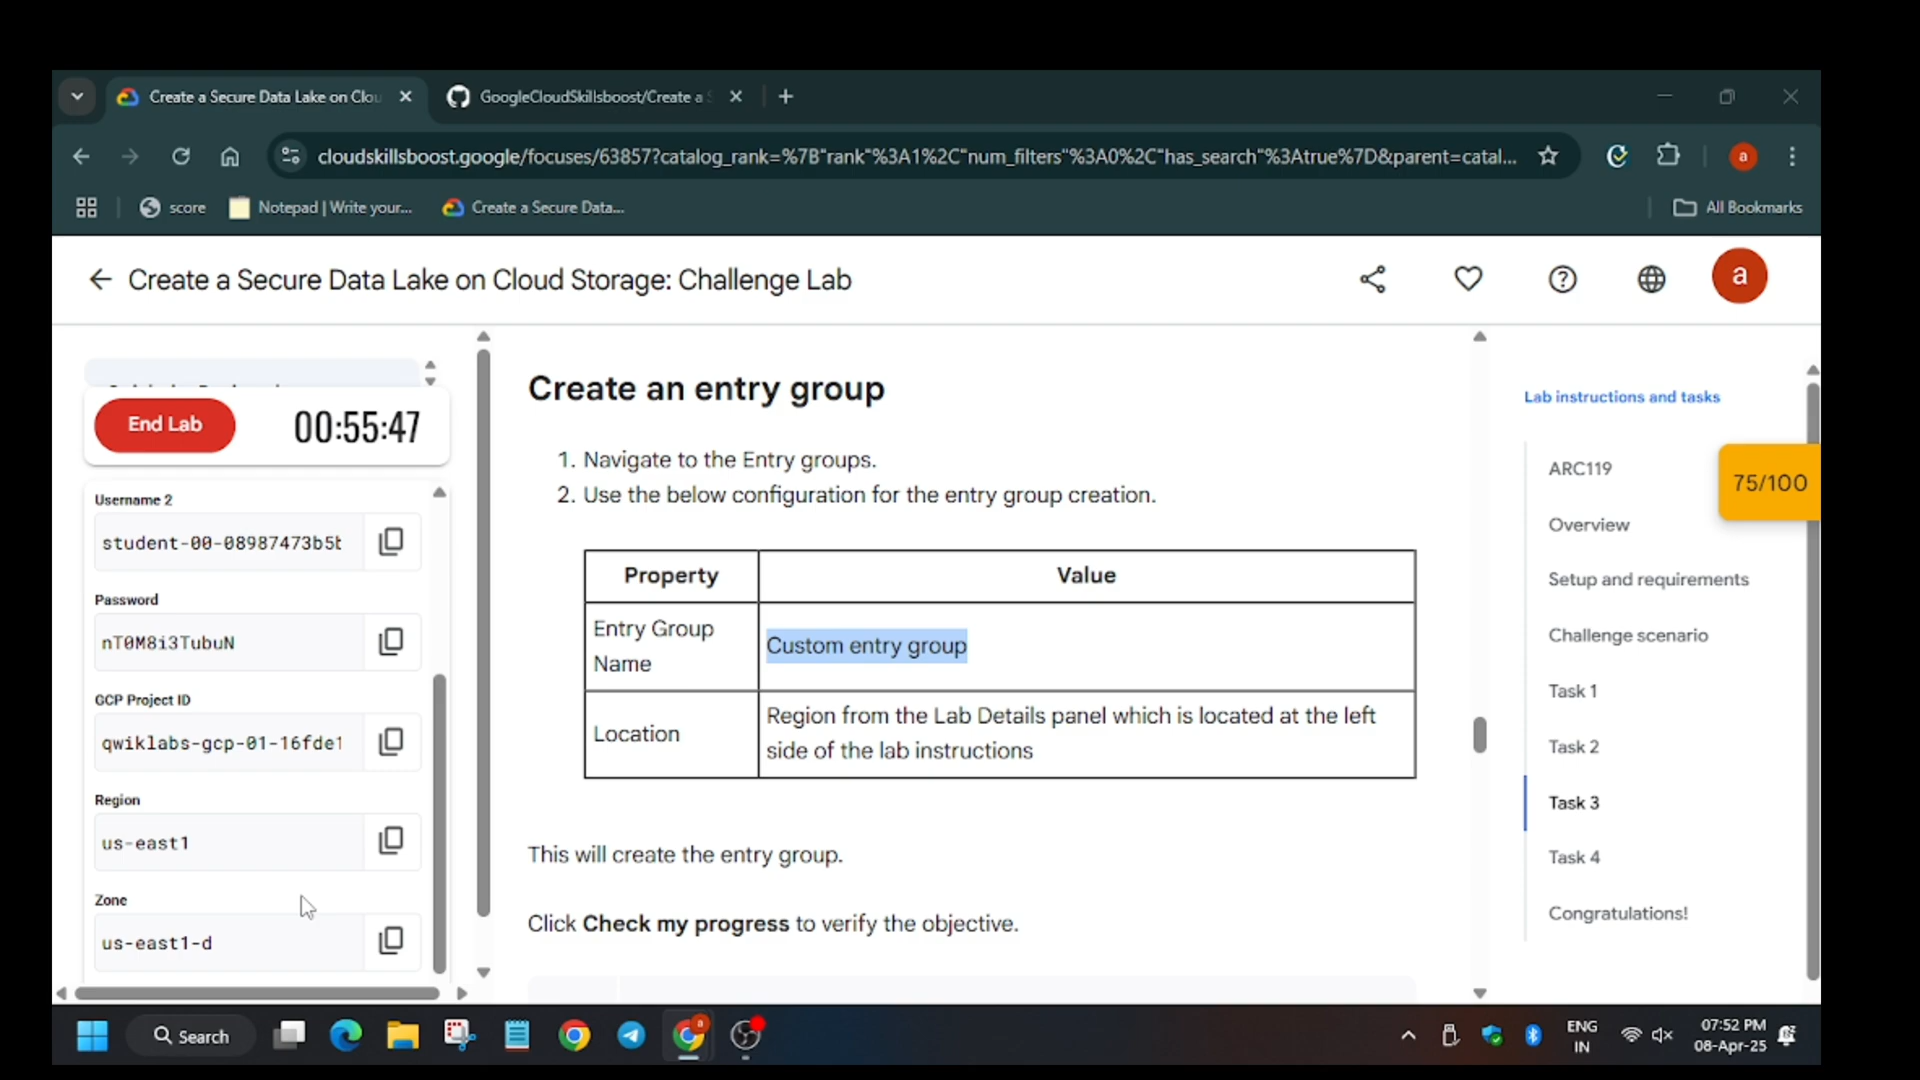 Create a Secure Data Lake on Clou
GoogleCloudSkillsboost/Create a S
cloudskillsboost.google/focuses/63857?catalog_rank=%7B"rank"%3A1%2C"num_filters"%3A0%2C"has_search"%3Atrue%7D&parent=catal...
a
score
Notepad | Write your...
Create a Secure Data...
All Bookmarks
Create a Secure Data Lake on Cloud Storage: Challenge Lab
a
End Lab
00:55:47
Username 2
student-00-08987473b5b
Password
nT0M8i3TubuN
GCP Project ID
qwiklabs-gcp-01-16fde1
Region
us-east1
Zone
us-east1-d
Create an entry group
1. Navigate to the Entry groups.
2. Use the below configuration for the entry group creation.
Property
Value
Entry Group
Name
Custom entry group
Location
Region from the Lab Details panel which is located at the left
side of the lab instructions
This will create the entry group.
Click Check my progress to verify the objective.
Lab instructions and tasks
ARC119
75/100
Overview
Setup and requirements
Challenge scenario
Task 1
Task 2
Task 3
Task 4
Congratulations!
Search
ENG
IN
07:52 PM
08-Apr-25